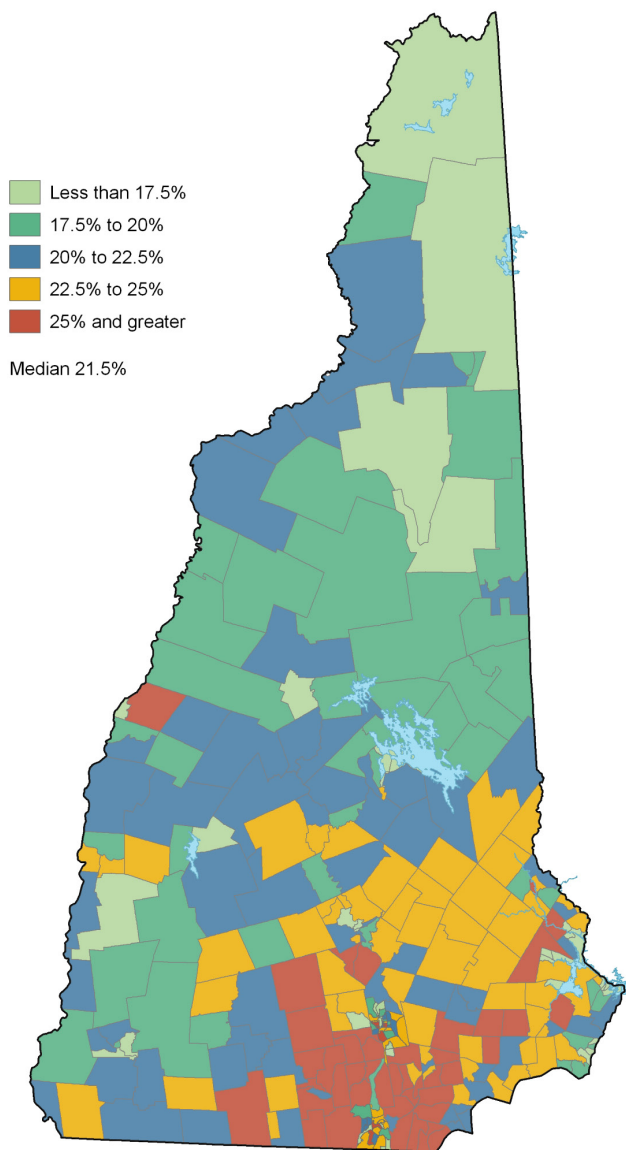 Less than 17.5%
17.5% to 20%
20% to 22.5%
22.5% to 25%
25% and greater
Median 21.5%